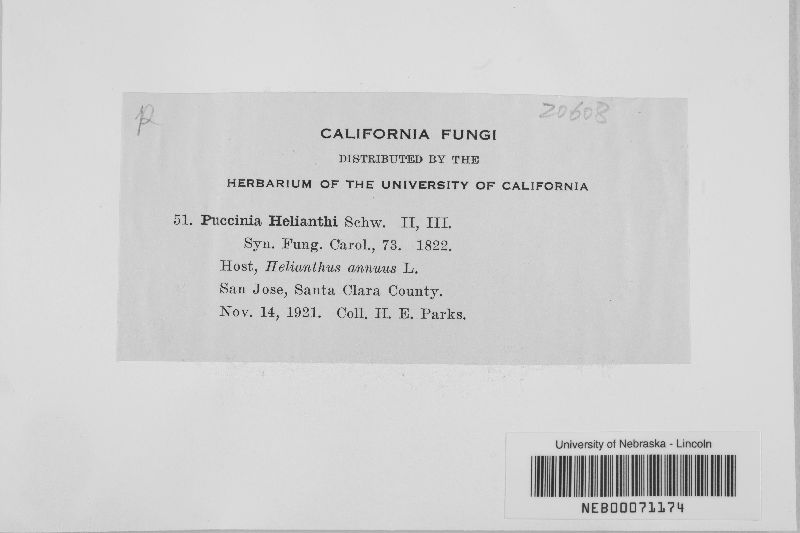 p
20608
CALIFORNIA FUNGI
DISTRIBUTED BY THE
HERBARIUM OF THE UNIVERSITY OF CALIFORNIA
51. Puccinia Helianthi Schw. II, III.
Syn. Fung. Carol., 73. 1822.
Host, Helianthus annuus L.
San Jose, Santa Clara County.
Nov. 14, 1921. Coll. H. E. Parks.
University of Nebraska - Lincoln
NEB00071174